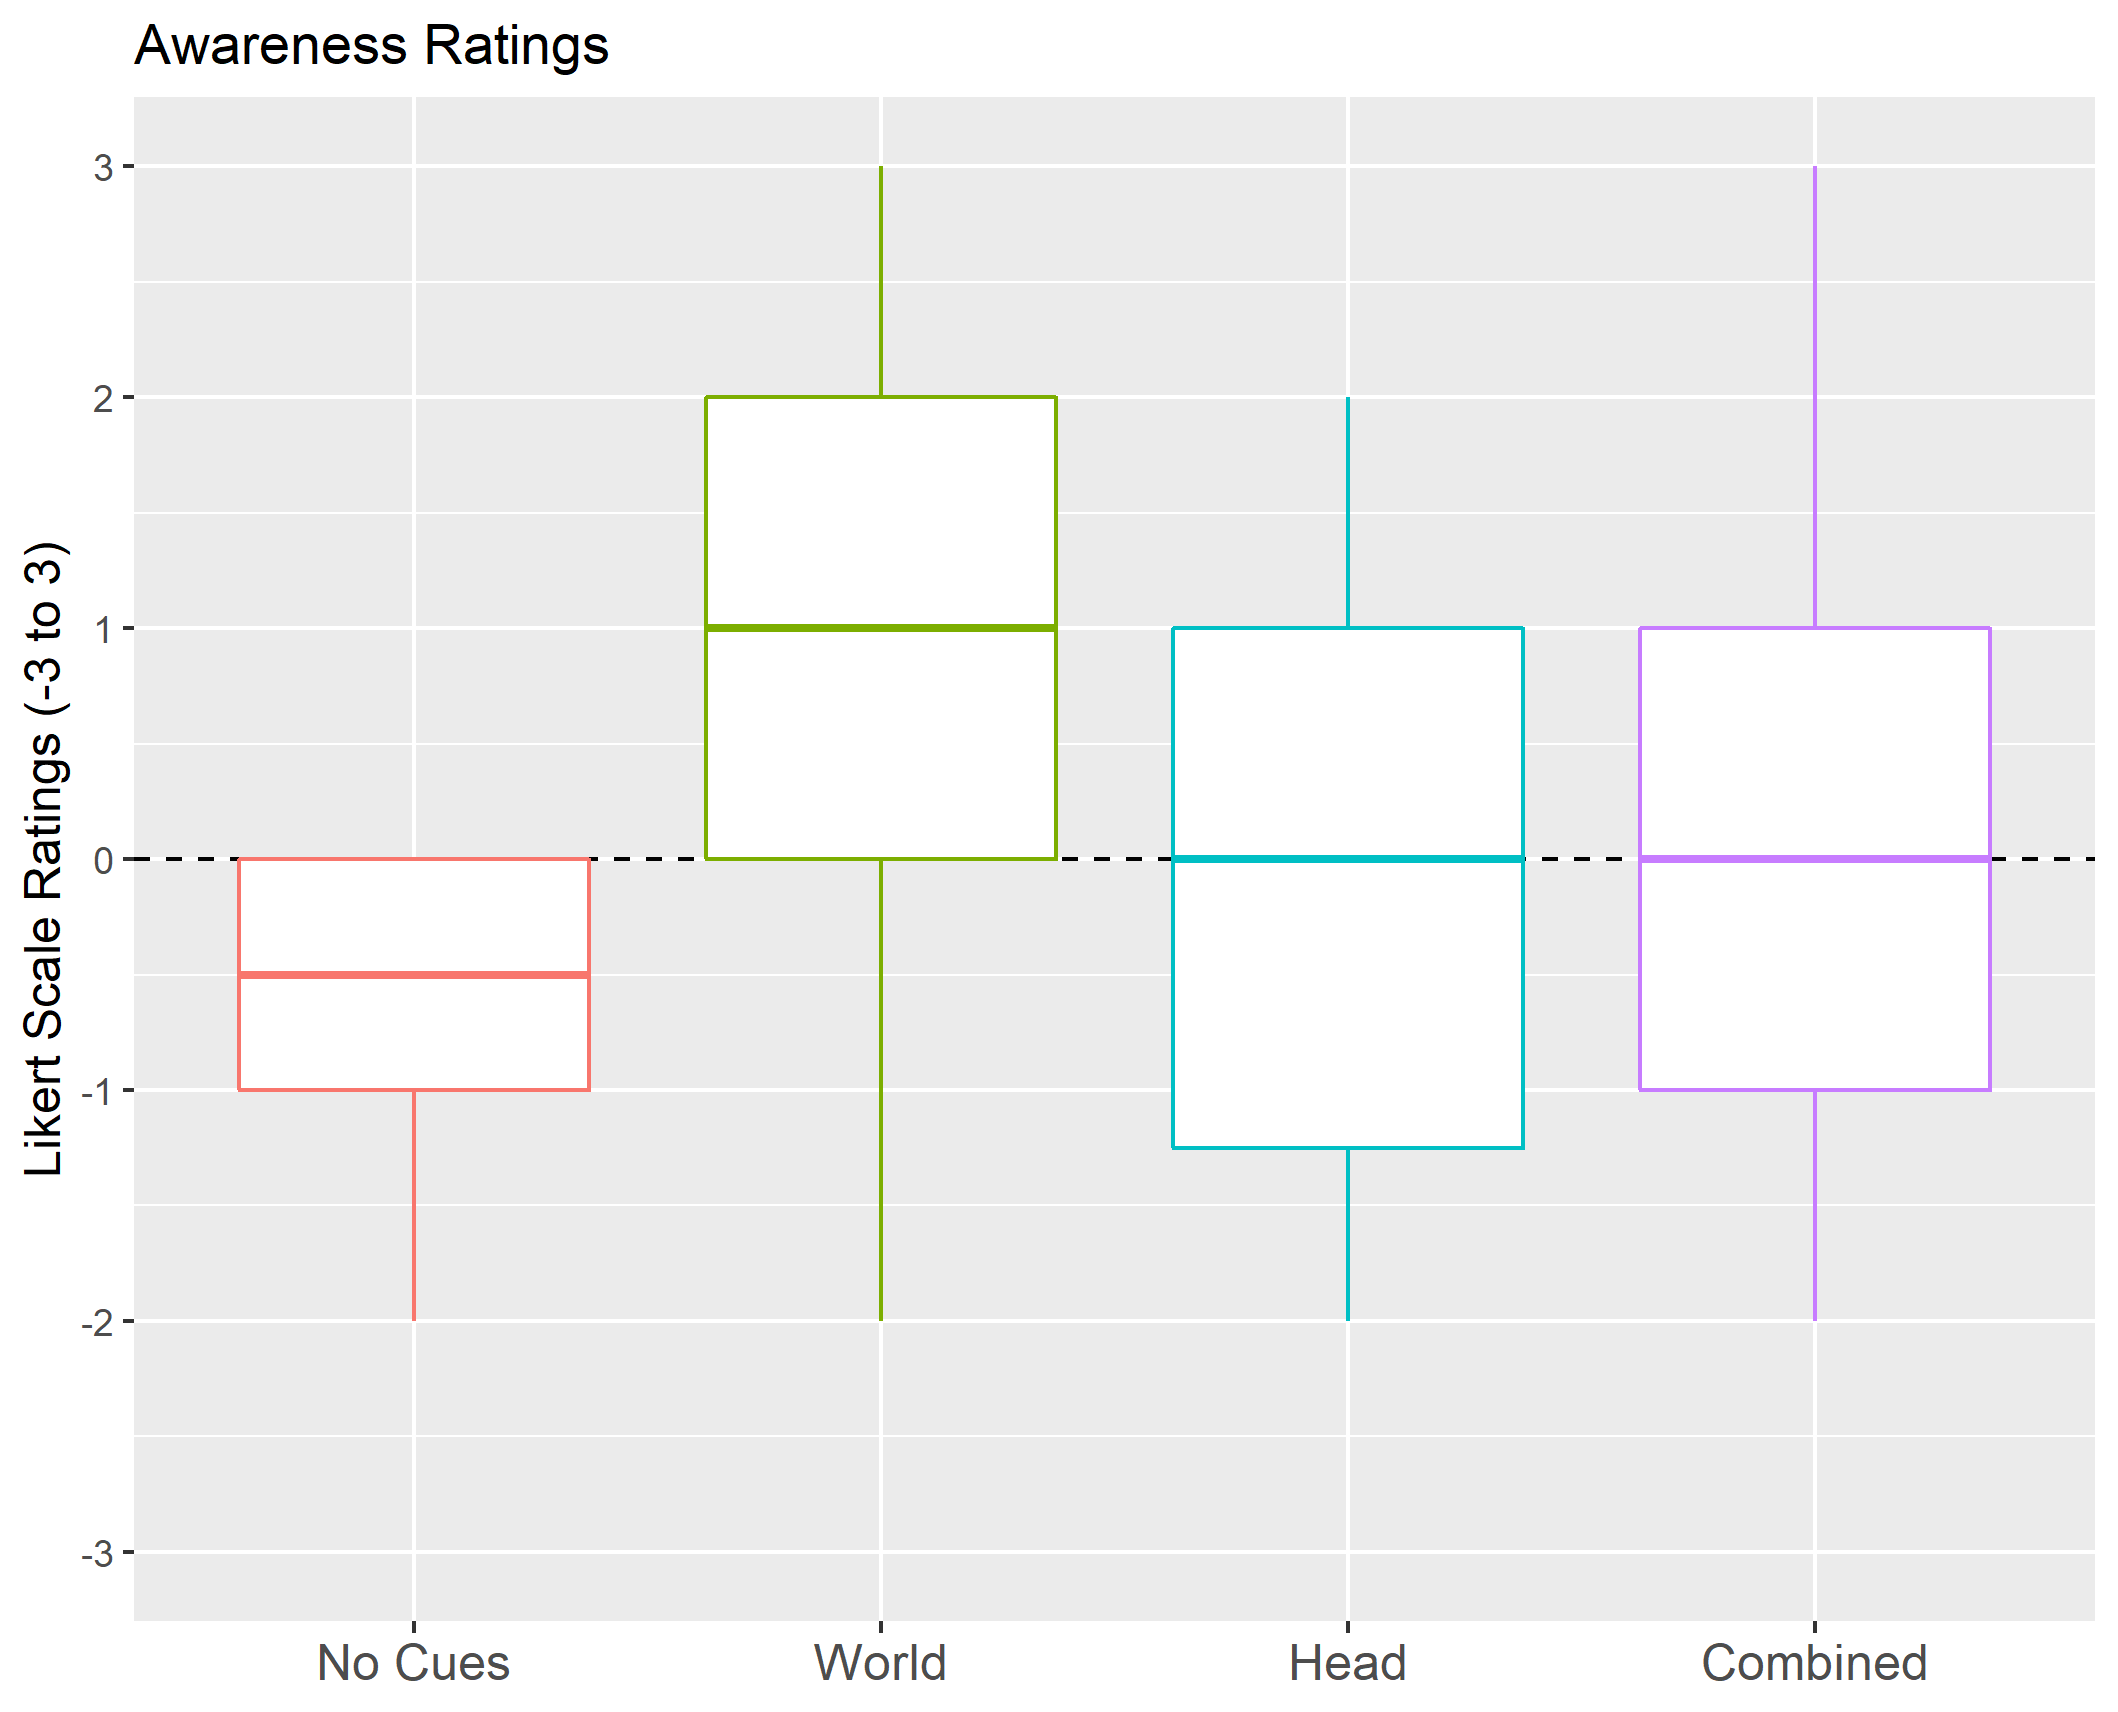 Awareness Ratings
Likert Scale Ratings (-3 to 3)
3
2
1
0
-1
-2
-3
No Cues World Head Combined